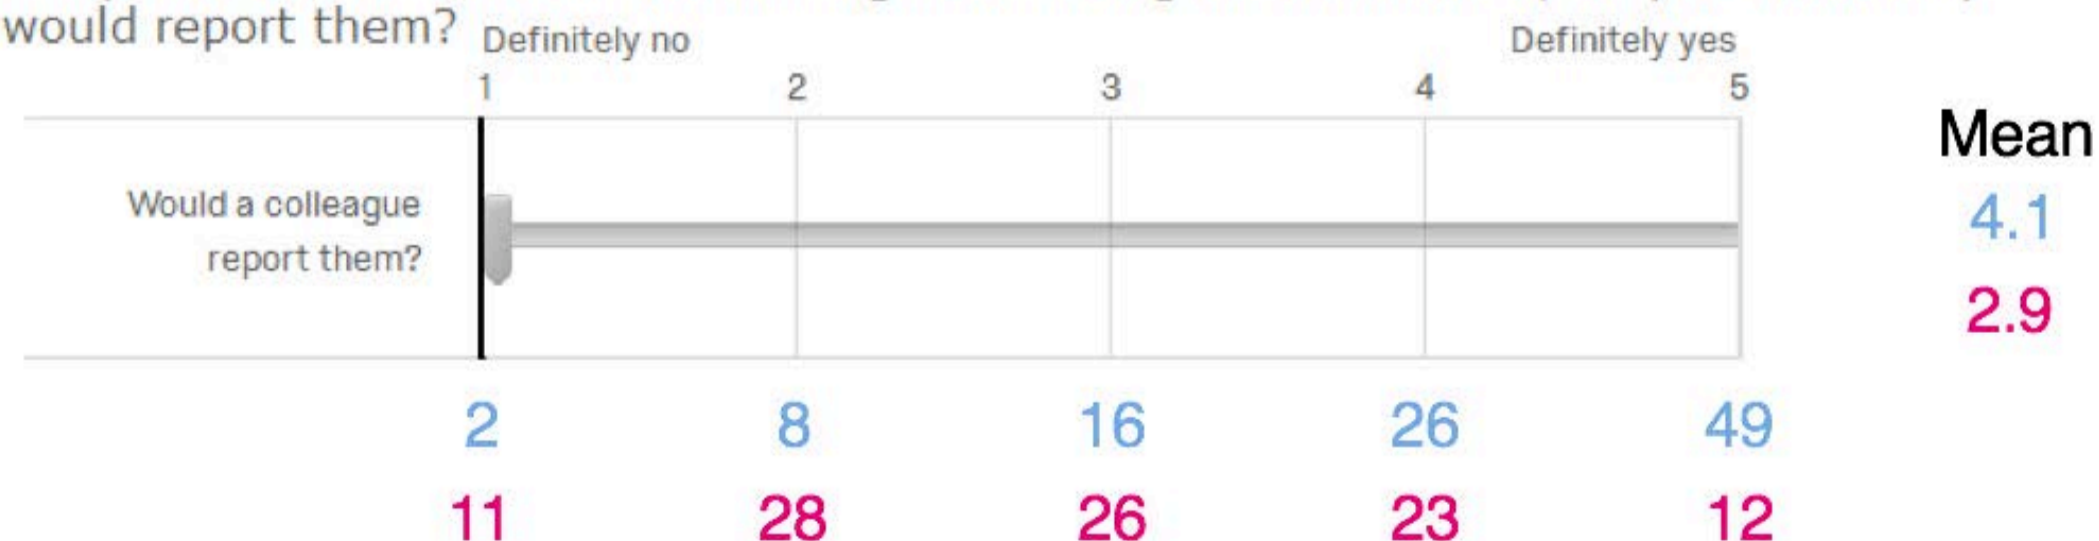 would report them?
Definitely no Definitely yes
1 2 3 4 5
Mean
Would a colleague
report them?
4.1
2.9
2 8 16 26 49
11 28 26 23 12